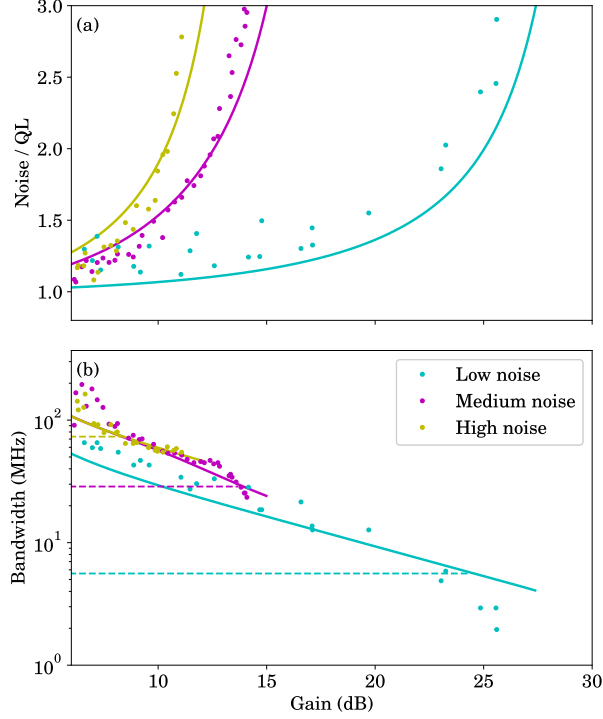 3.0
(a)
2.5
2.0
1.5
1.0
Noise / QL
(b)
Low noise
Medium noise
High noise
10²
10¹
10⁰
Bandwidth (MHz)
10
15
20
25
30
Gain (dB)